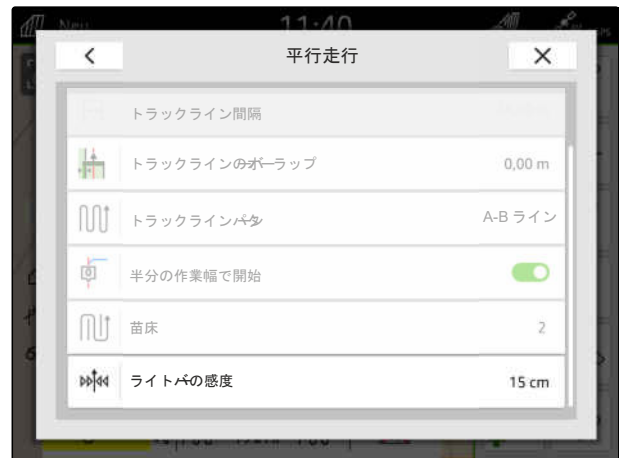 Neu 11:40
平行走行
トラックライン間隔
トラックラインのオーバーラップ 0,00 m
トラックラインパターン A-B ライン
半分の作業幅で開始
苗床 2
ライトバーの感度 15 cm